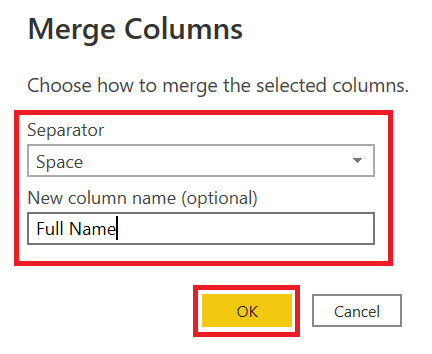 Merge Columns
Choose how to merge the selected columns.
Separator
Space
New column name (optional)
Full Name
OK Cancel